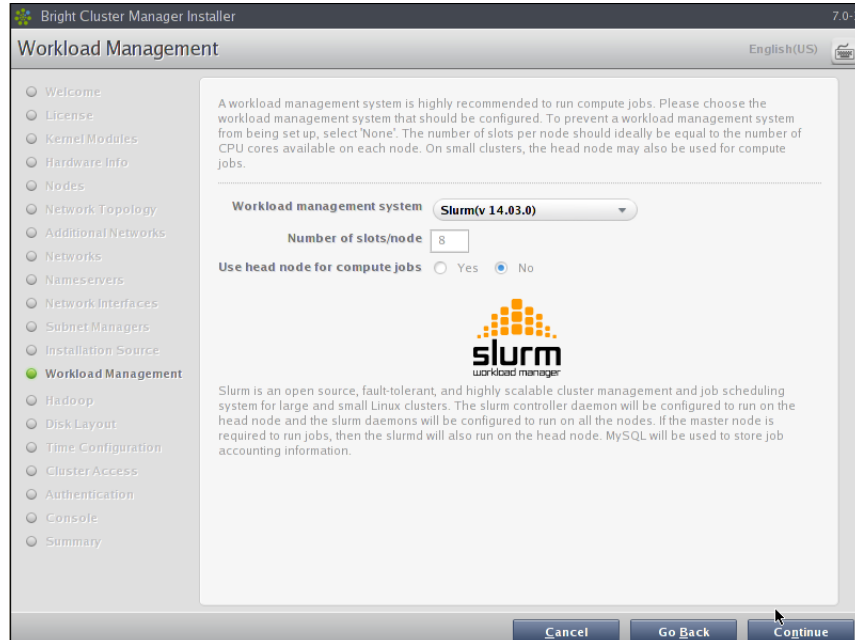 Bright Cluster Manager Installer
7.0-
Workload Management
English(US)
Welcome
License
Kernel Modules
Hardware Info
Nodes
Network Topology
Additional Networks
Networks
Nameservers
Network Interfaces
Subnet Managers
Installation Source
Workload Management
Hadoop
Disk Layout
Time Configuration
Cluster Access
Authentication
Console
Summary
A workload management system is highly recommended to run compute jobs. Please choose the
workload management system that should be configured. To prevent a workload management system
from being set up, select 'None'. The number of slots per node should ideally be equal to the number of
CPU cores available on each node. On small clusters, the head node may also be used for compute
jobs.
Workload management system Slurm(v 14.03.0)
Number of slots/node 8
Use head node for compute jobs Yes No
slurm
workload manager
Slurm is an open source, fault-tolerant, and highly scalable cluster management and job scheduling
system for large and small Linux clusters. The slurm controller daemon will be configured to run on the
head node and the slurm daemons will be configured to run on all the nodes. If the master node is
required to run jobs, then the slurmd will also run on the head node. MySQL will be used to store job
accounting information.
Cancel Go Back Continue